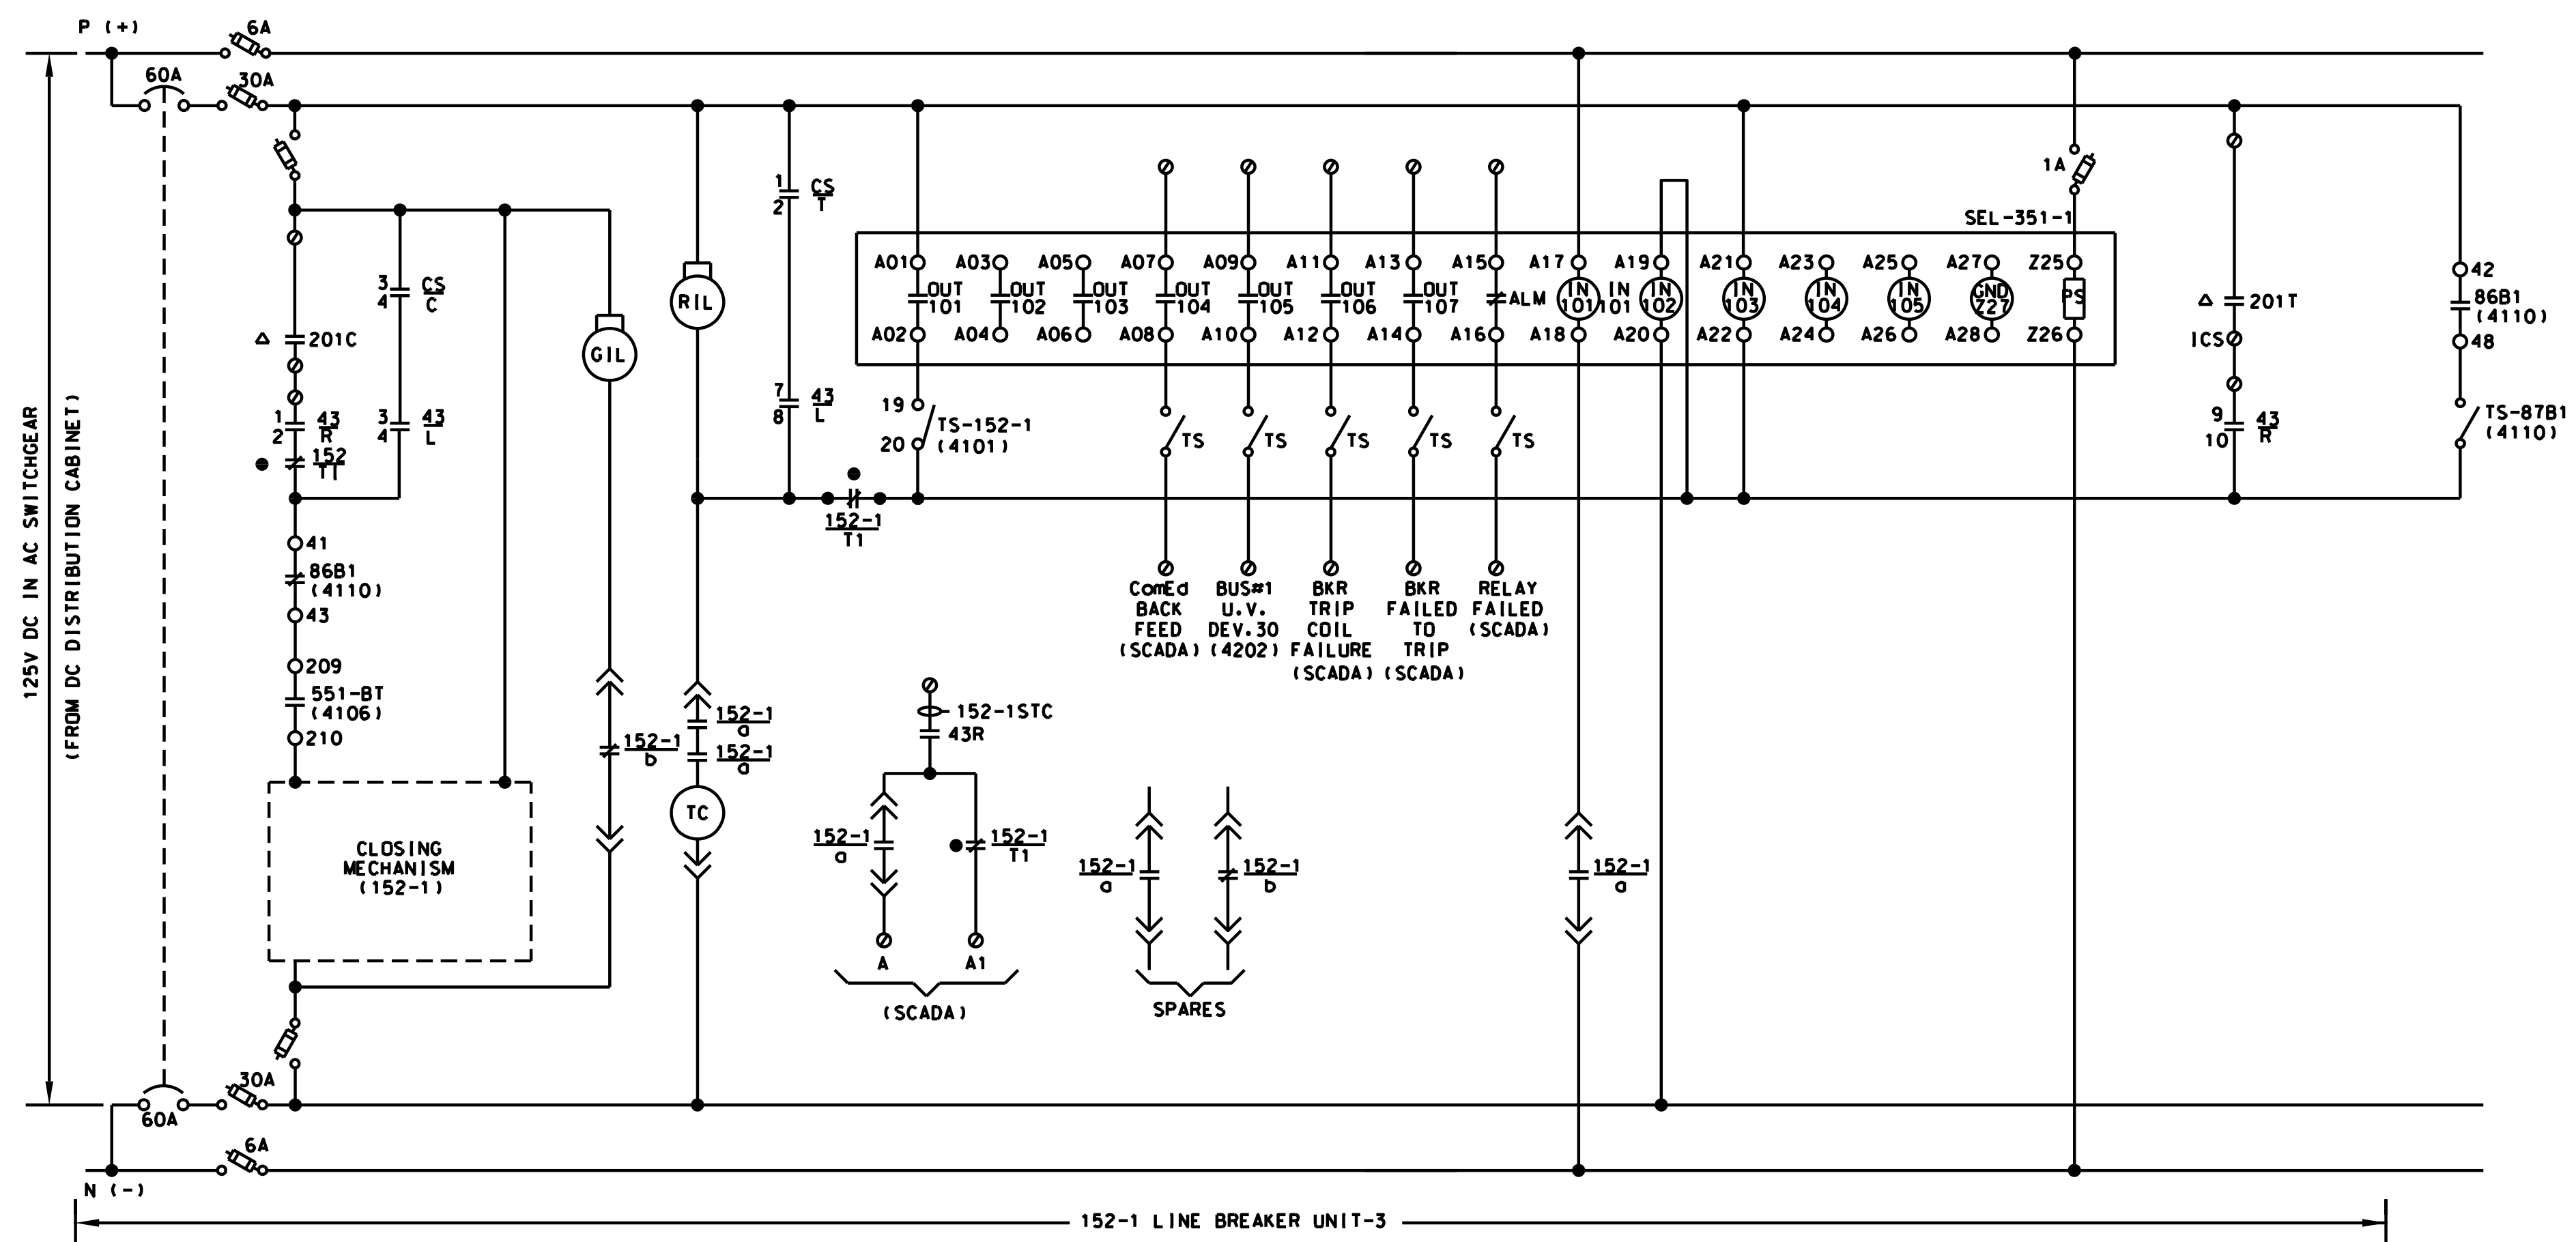 P (+)
6A
60A
30A
125V DC IN AC SWITCHGEAR
(FROM DC DISTRIBUTION CABINET)
201C
1
2
43
R
152
T1
3
4
CS
C
3
4
43
L
41
86B1
(4110)
43
209
551-BT
(4106)
210
CLOSING
MECHANISM
(152-1)
GIL
152-1
b
RIL
152-1
a
152-1
a
TC
1
2
CS
T
7
8
43
L
152-1
T1
SEL-351-1
A01
A03
A05
A07
A09
A11
A13
A15
A17
A19
A21
A23
A25
A27
Z25
OUT
101
OUT
102
OUT
103
OUT
104
OUT
105
OUT
106
OUT
107
ALM
IN
101
IN
101
IN
102
IN
103
IN
104
IN
105
GND
Z27
PS
A02
A04
A06
A08
A10
A12
A14
A16
A18
A20
A22
A24
A26
A28
Z26
1A
19
20
TS-152-1
(4101)
TS
TS
TS
TS
TS
ComEd
BACK
FEED
(SCADA)
BUS#1
U.V.
DEV.30
(4202)
BKR
TRIP
COIL
FAILURE
(SCADA)
BKR
FAILED
TO
TRIP
(SCADA)
RELAY
FAILED
(SCADA)
201T
ICS
9
10
43
R
42
86B1
(4110)
48
TS-87B1
(4110)
152-1STC
43R
152-1
a
152-1
T1
A
A1
(SCADA)
152-1
a
152-1
b
SPARES
152-1
a
30A
60A
6A
N (-)
152-1 LINE BREAKER UNIT-3